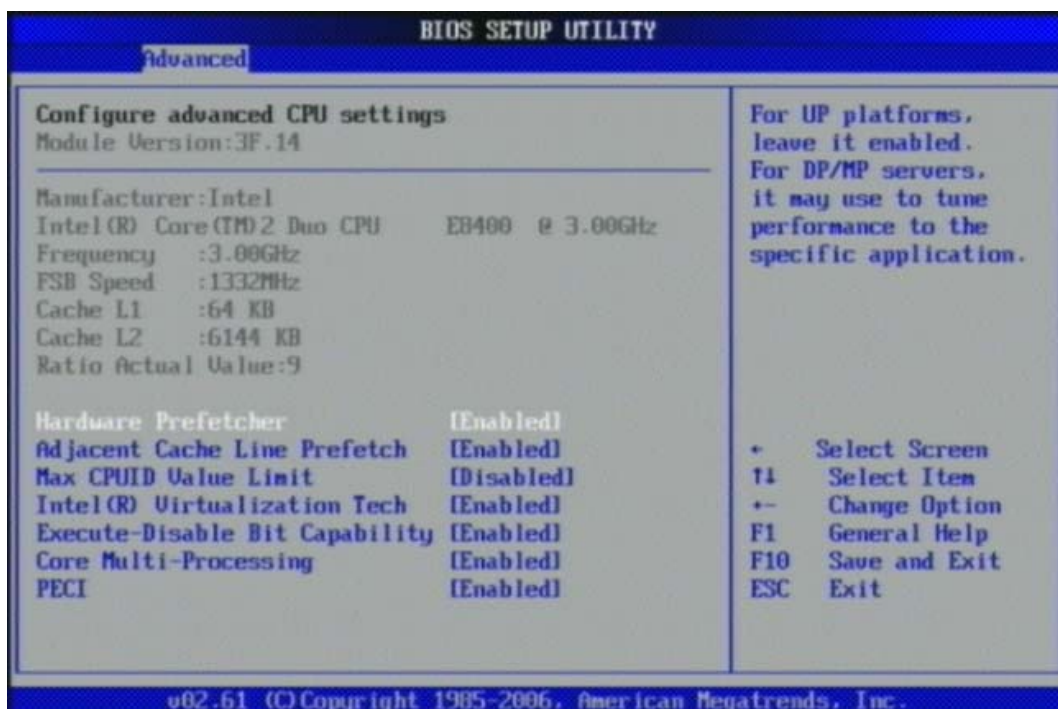 BIOS SETUP UTILITY
Advanced
Configure advanced CPU settings
Module Version:3F.14
Manufacturer:Intel
Intel(R) Core(TM)2 Duo CPU E8400 @ 3.00GHz
Frequency :3.00GHz
FSB Speed :1332MHz
Cache L1 :64 KB
Cache L2 :6144 KB
Ratio Actual Value:9
Hardware Prefetcher [Enabled]
Adjacent Cache Line Prefetch [Enabled]
Max CPUID Value Limit [Disabled]
Intel(R) Virtualization Tech [Enabled]
Execute-Disable Bit Capability [Enabled]
Core Multi-Processing [Enabled]
PECI [Enabled]
For UP platforms,
leave it enabled.
For DP/MP servers,
it may use to tune
performance to the
specific application.
← Select Screen
↑↓ Select Item
+- Change Option
F1 General Help
F10 Save and Exit
ESC Exit
v02.61 (C)Copyright 1985-2006, American Megatrends, Inc.